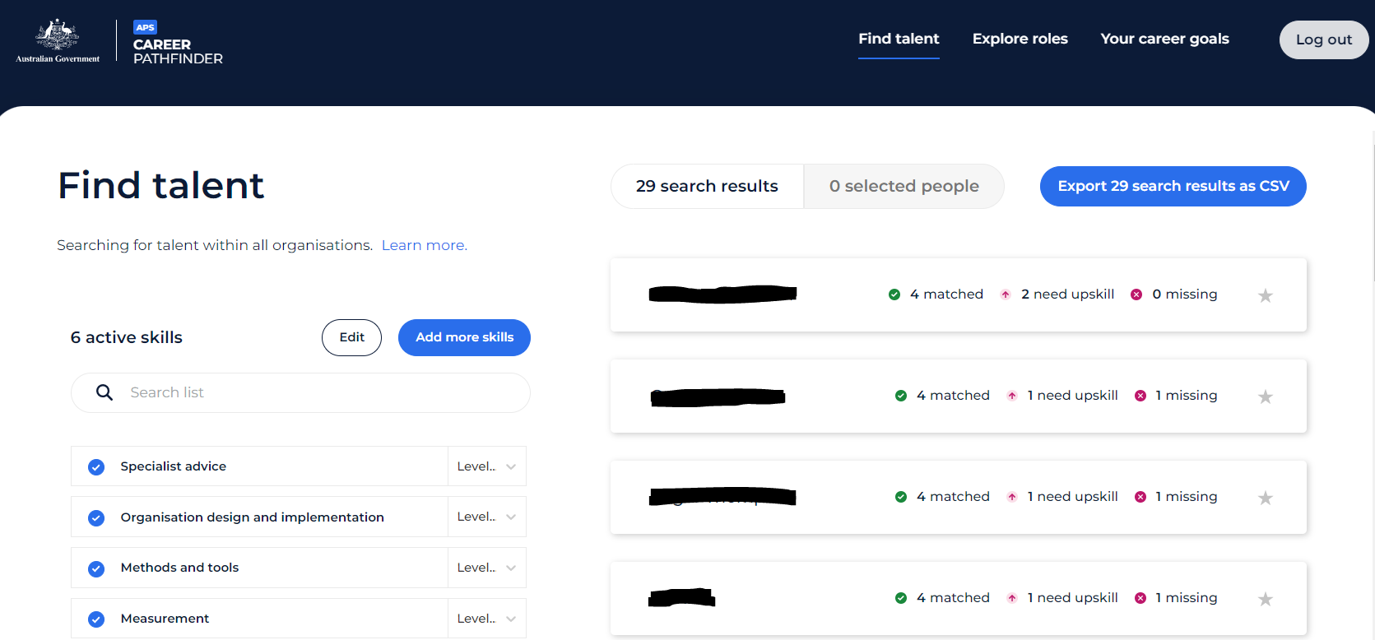 Australian Government
APS
CAREER
PATHFINDER
Find talent
Explore roles
Your career goals
Log out
Find talent
Searching for talent within all organisations. Learn more.
6 active skills
Edit
Add more skills
Search list
Specialist advice
Level..
Organisation design and implementation
Level..
Methods and tools
Level..
Measurement
Level..
29 search results
0 selected people
Export 29 search results as CSV
4 matched
2 need upskill
0 missing
4 matched
1 need upskill
1 missing
4 matched
1 need upskill
1 missing
4 matched
1 need upskill
1 missing